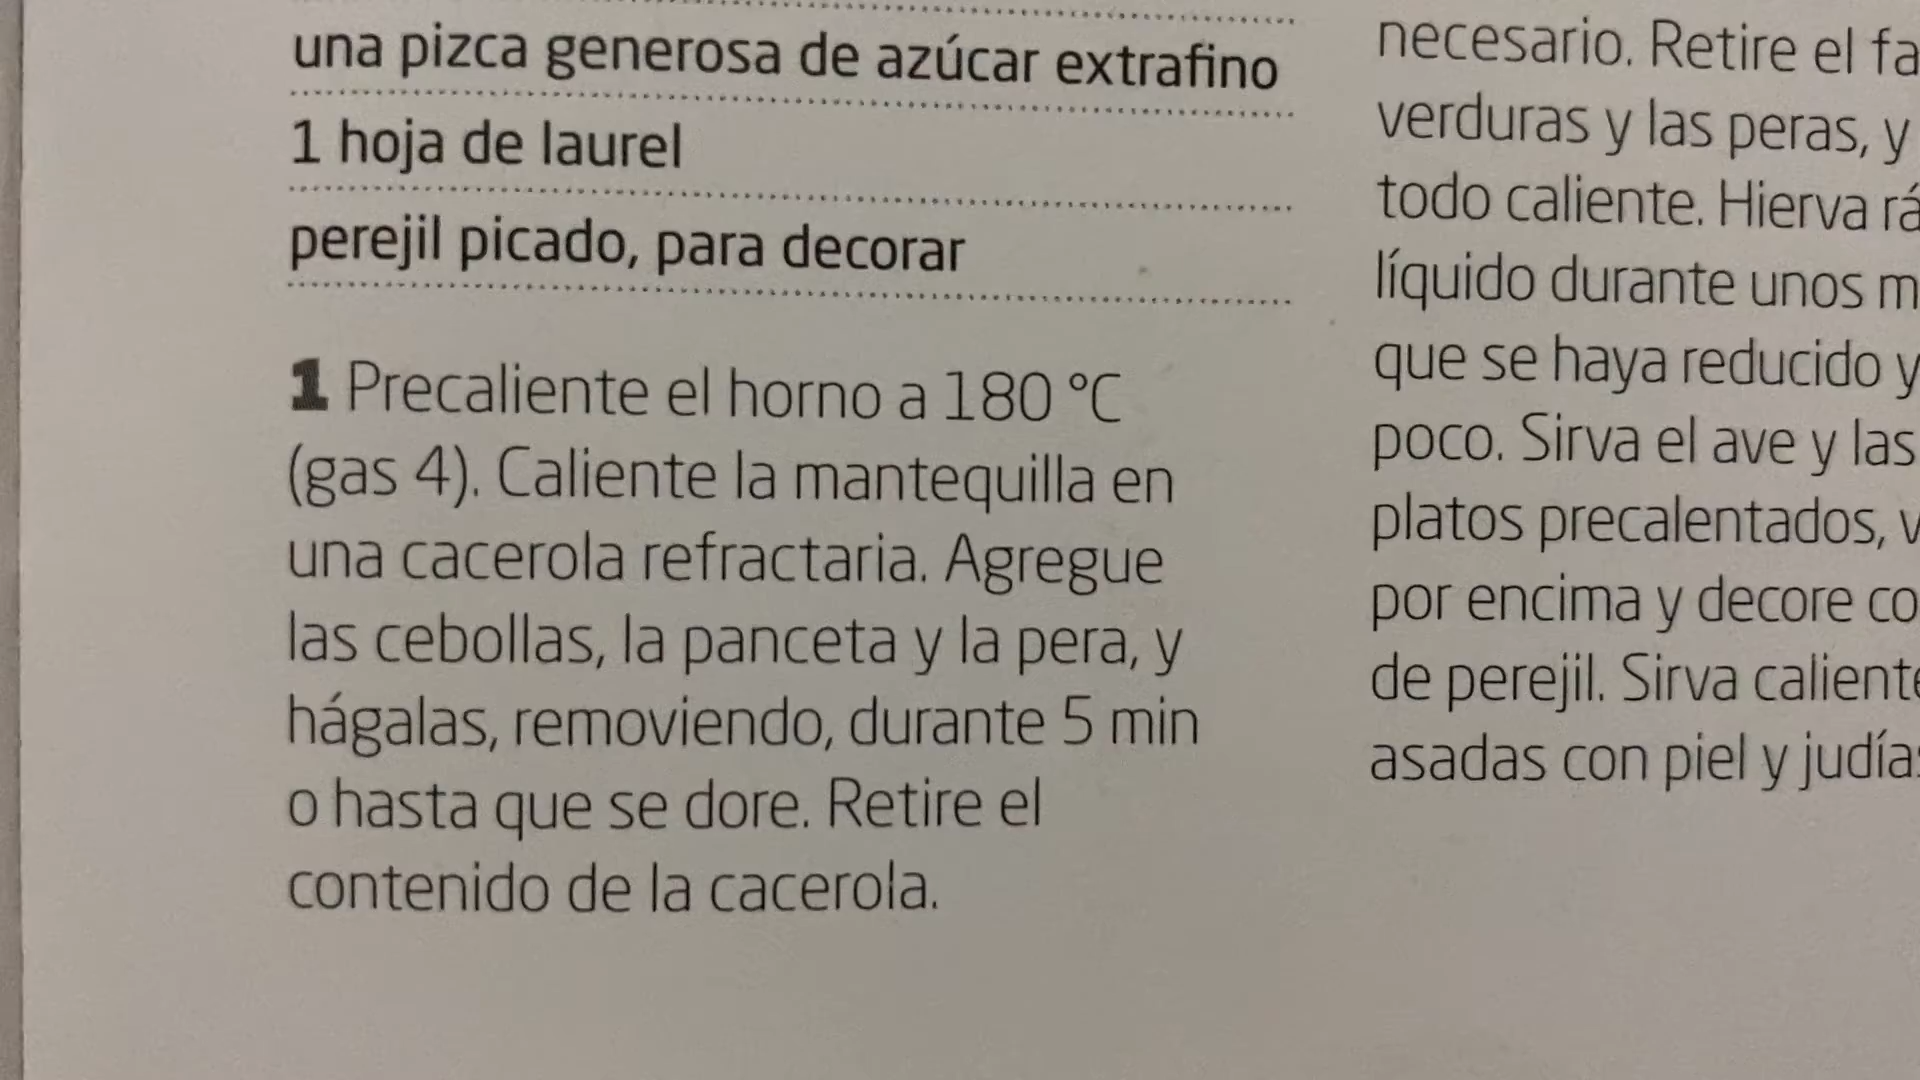 una pizca generosa de azúcar extrafino
1 hoja de laurel
perejil picado, para decorar
1 Precaliente el horno a 180 °C
(gas 4). Caliente la mantequilla en
una cacerola refractaria. Agregue
las cebollas, la panceta y la pera, y
hágalas, removiendo, durante 5 min
o hasta que se dore. Retire el
contenido de la cacerola.
necesario. Retire el
verduras y las peras, y
todo caliente. Hierva
líquido durante unos
que se haya reducido y
poco. Sirva el ave y las
platos precalentados,
por encima y decore
de perejil. Sirva
asadas con piel y